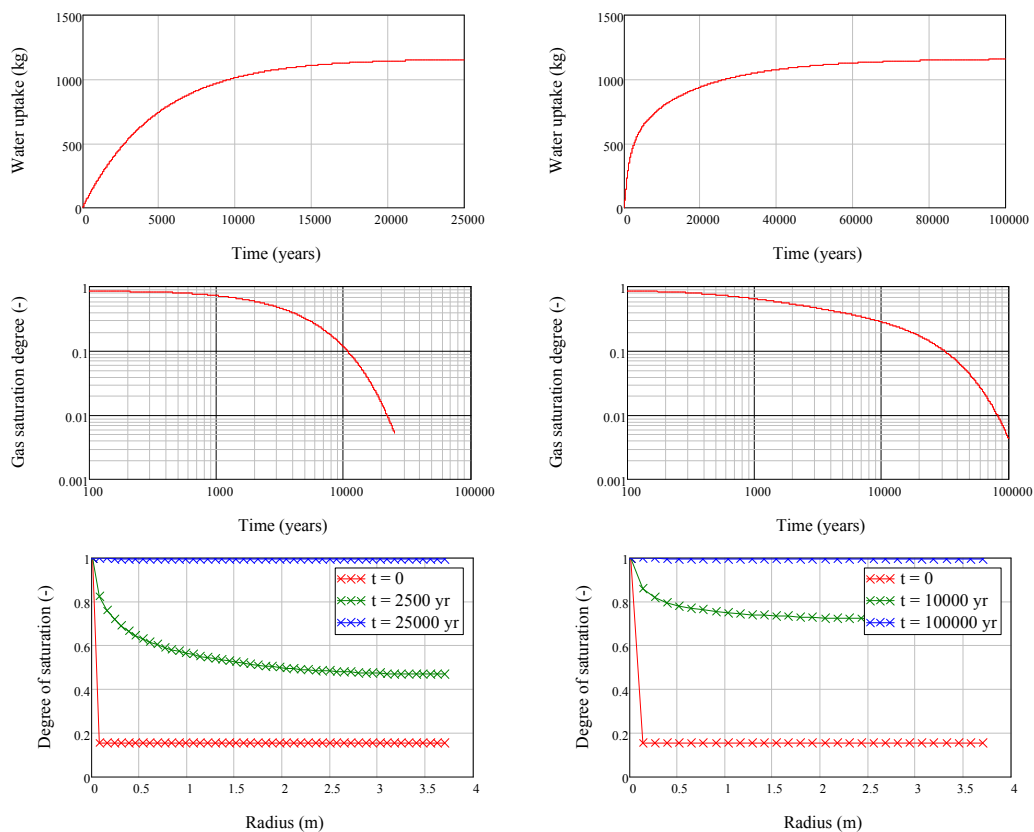 Water uptake (kg)
1500
1000
500
0
0 5000 10000 15000 20000 25000
Time (years)
Water uptake (kg)
1500
1000
500
0
0 20000 40000 60000 80000 100000
Time (years)
Gas saturation degree (-)
1
0.1
0.01
0.001
100 1000 10000 100000
Time (years)
Gas saturation degree (-)
1
0.1
0.01
0.001
100 1000 10000 100000
Time (years)
Degree of saturation (-)
1
0.8
0.6
0.4
0.2
0
0 0.5 1 1.5 2 2.5 3 3.5 4
t = 0
t = 2500 yr
t = 25000 yr
Radius (m)
Degree of saturation (-)
1
0.8
0.6
0.4
0.2
0
0 0.5 1 1.5 2 2.5 3 3.5 4
t = 0
t = 10000 yr
t = 100000 yr
Radius (m)